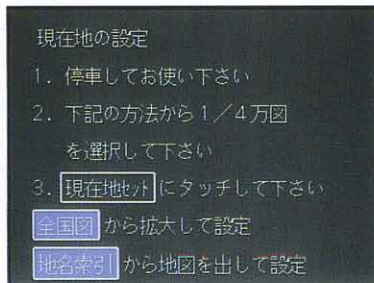 現在地の設定
1. 停車してお使い下さい
2. 下記の方法から1／4万図
を選択して下さい
3. 現在地ｾｯﾄ にタッチして下さい
全国図 から拡大して設定
地名索引 から地図を出して設定